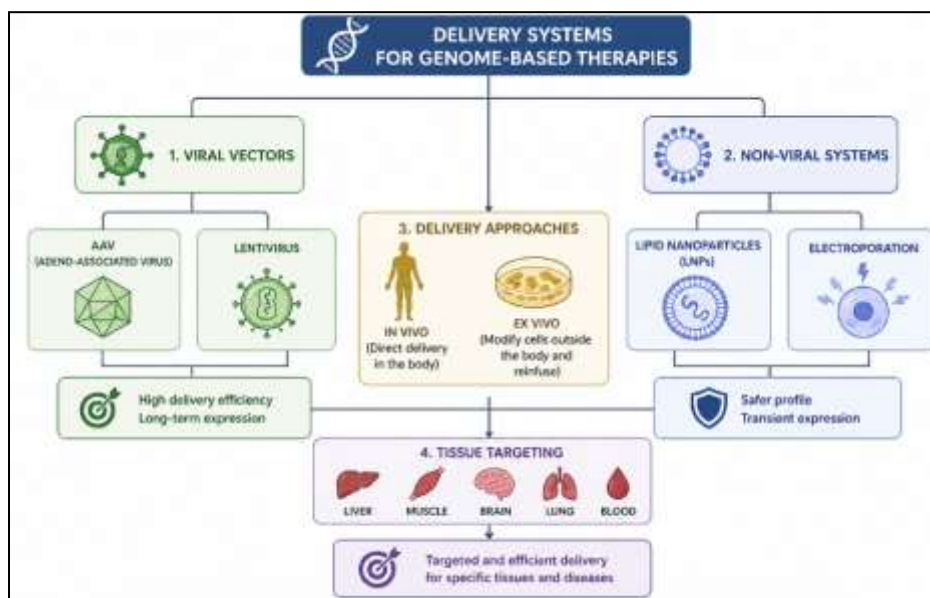 DELIVERY SYSTEMS
FOR GENOME-BASED THERAPIES
1. VIRAL VECTORS
2. NON-VIRAL SYSTEMS
AAV
(ADENO-ASSOCIATED VIRUS)
LENTIVIRUS
3. DELIVERY APPROACHES
IN VIVO
(Direct delivery
in the body)
EX VIVO
(Modify cells outside
the body and
reinfuse)
LIPID NANOPARTICLES
(LNPs)
ELECTROPORATION
High delivery efficiency
Long-term expression
Safer profile
Transient expression
4. TISSUE TARGETING
LIVER
MUSCLE
BRAIN
LUNG
BLOOD
Targeted and efficient delivery
for specific tissues and diseases